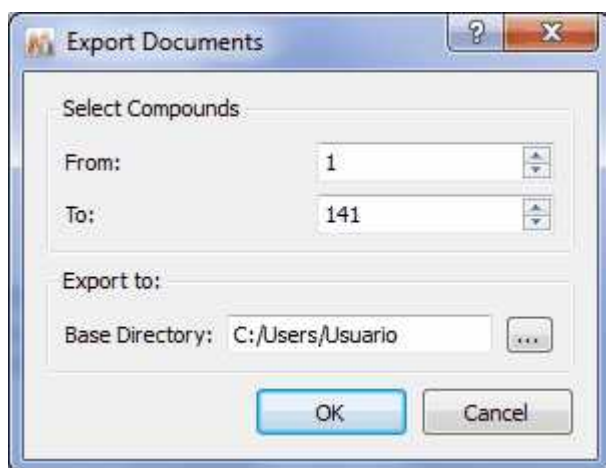 Export Documents
?
X
Select Compounds
From: 1
To: 141
Export to:
Base Directory: C:/Users/Usuario ...
OK Cancel